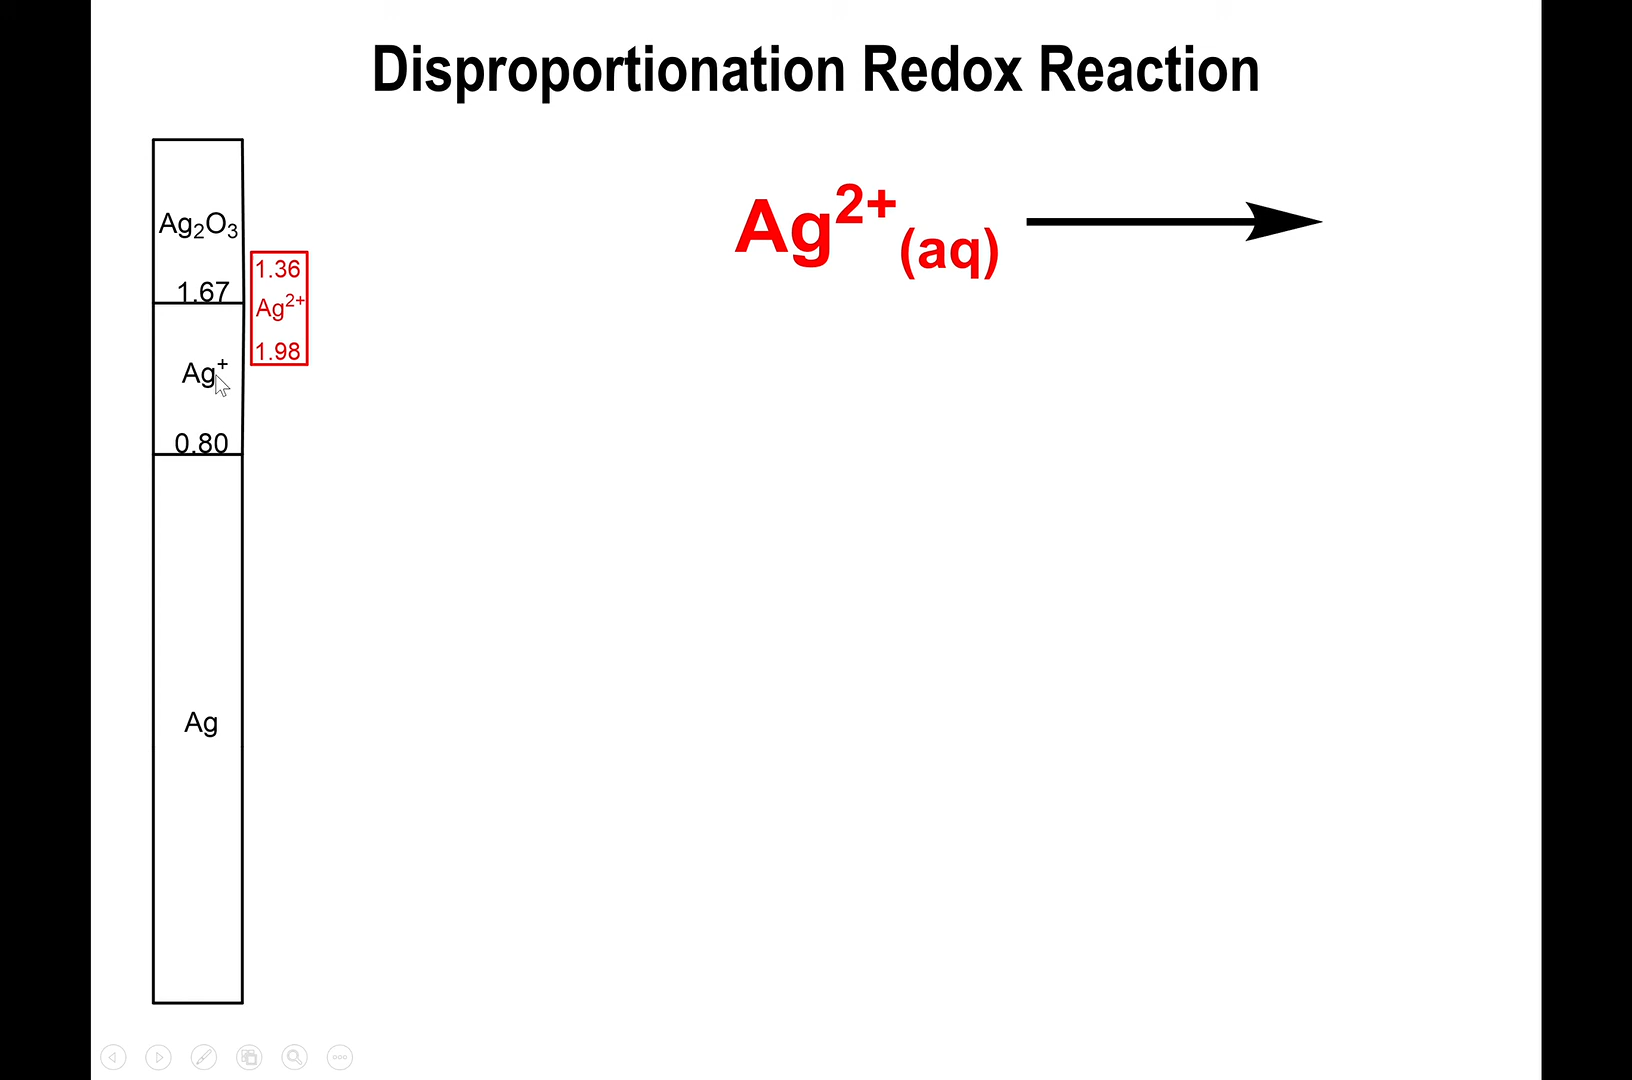 Disproportionation Redox Reaction
Ag²⁺(aq)
Ag₂O₃
1.67
1.36
Ag²⁺
1.98
Ag⁺
0.80
Ag